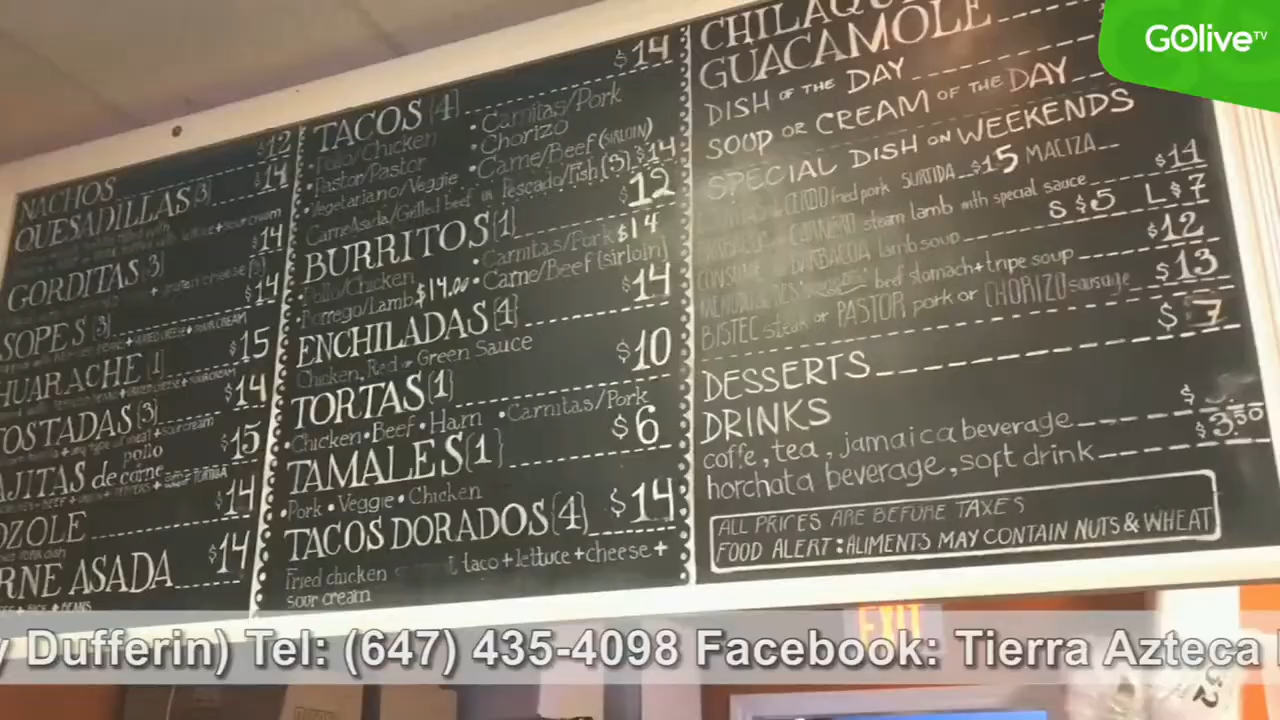 GOlive TV
NACHOS $12
QUESADILLAS (3) $14
GORDITAS (3) $14
SOPES (3) $14
HUARACHE (1) $15
TOSTADAS (3) $14
AJITAS de carne pollo $15
OZOLE $14
RNE ASADA $14
TACOS (4) $14
Pollo/Chicken • Carnitas/Pork
Pastor/Pastor Chorizo
• Vegetariano/Veggie • Carne/Beef (SIRLOIN)
Carne Asada/Grilled beef Pescado/Fish (3) $14
BURRITOS (1) $12
• Pollo/Chicken • Carnitas/Pork $14
Borrego/Lamb $14.00 • Carne/Beef (sirloin)
ENCHILADAS (4) $14
Chicken, Red or Green Sauce
TORTAS (1) $10
• Chicken • Beef • Ham • Carnitas/Pork
TAMALES (1) $6
Pork • Veggie • Chicken
TACOS DORADOS (4) $14
Fried chicken taco + lettuce + cheese +
sour cream
CHILAQU
GUACAMOLE
DISH OF THE DAY
SOUP OR CREAM OF THE DAY
SPECIAL DISH ON WEEKENDS
CERDO fried pork SURTIDA $15 MACIZA
steam lamb with special sauce $11
BARBACOA lamb soup S $5 L $7
beef stomach + tripe soup $12
BISTEC steak or PASTOR pork or CHORIZO sausage $13
DESSERTS $7
DRINKS
coffe, tea, jamaica beverage $
horchata beverage, soft drink $3.50
ALL PRICES ARE BEFORE TAXES
FOOD ALERT: ALIMENTS MAY CONTAIN NUTS & WHEAT
EXIT
Dufferin) Tel: (647) 435-4098 Facebook: Tierra Azteca